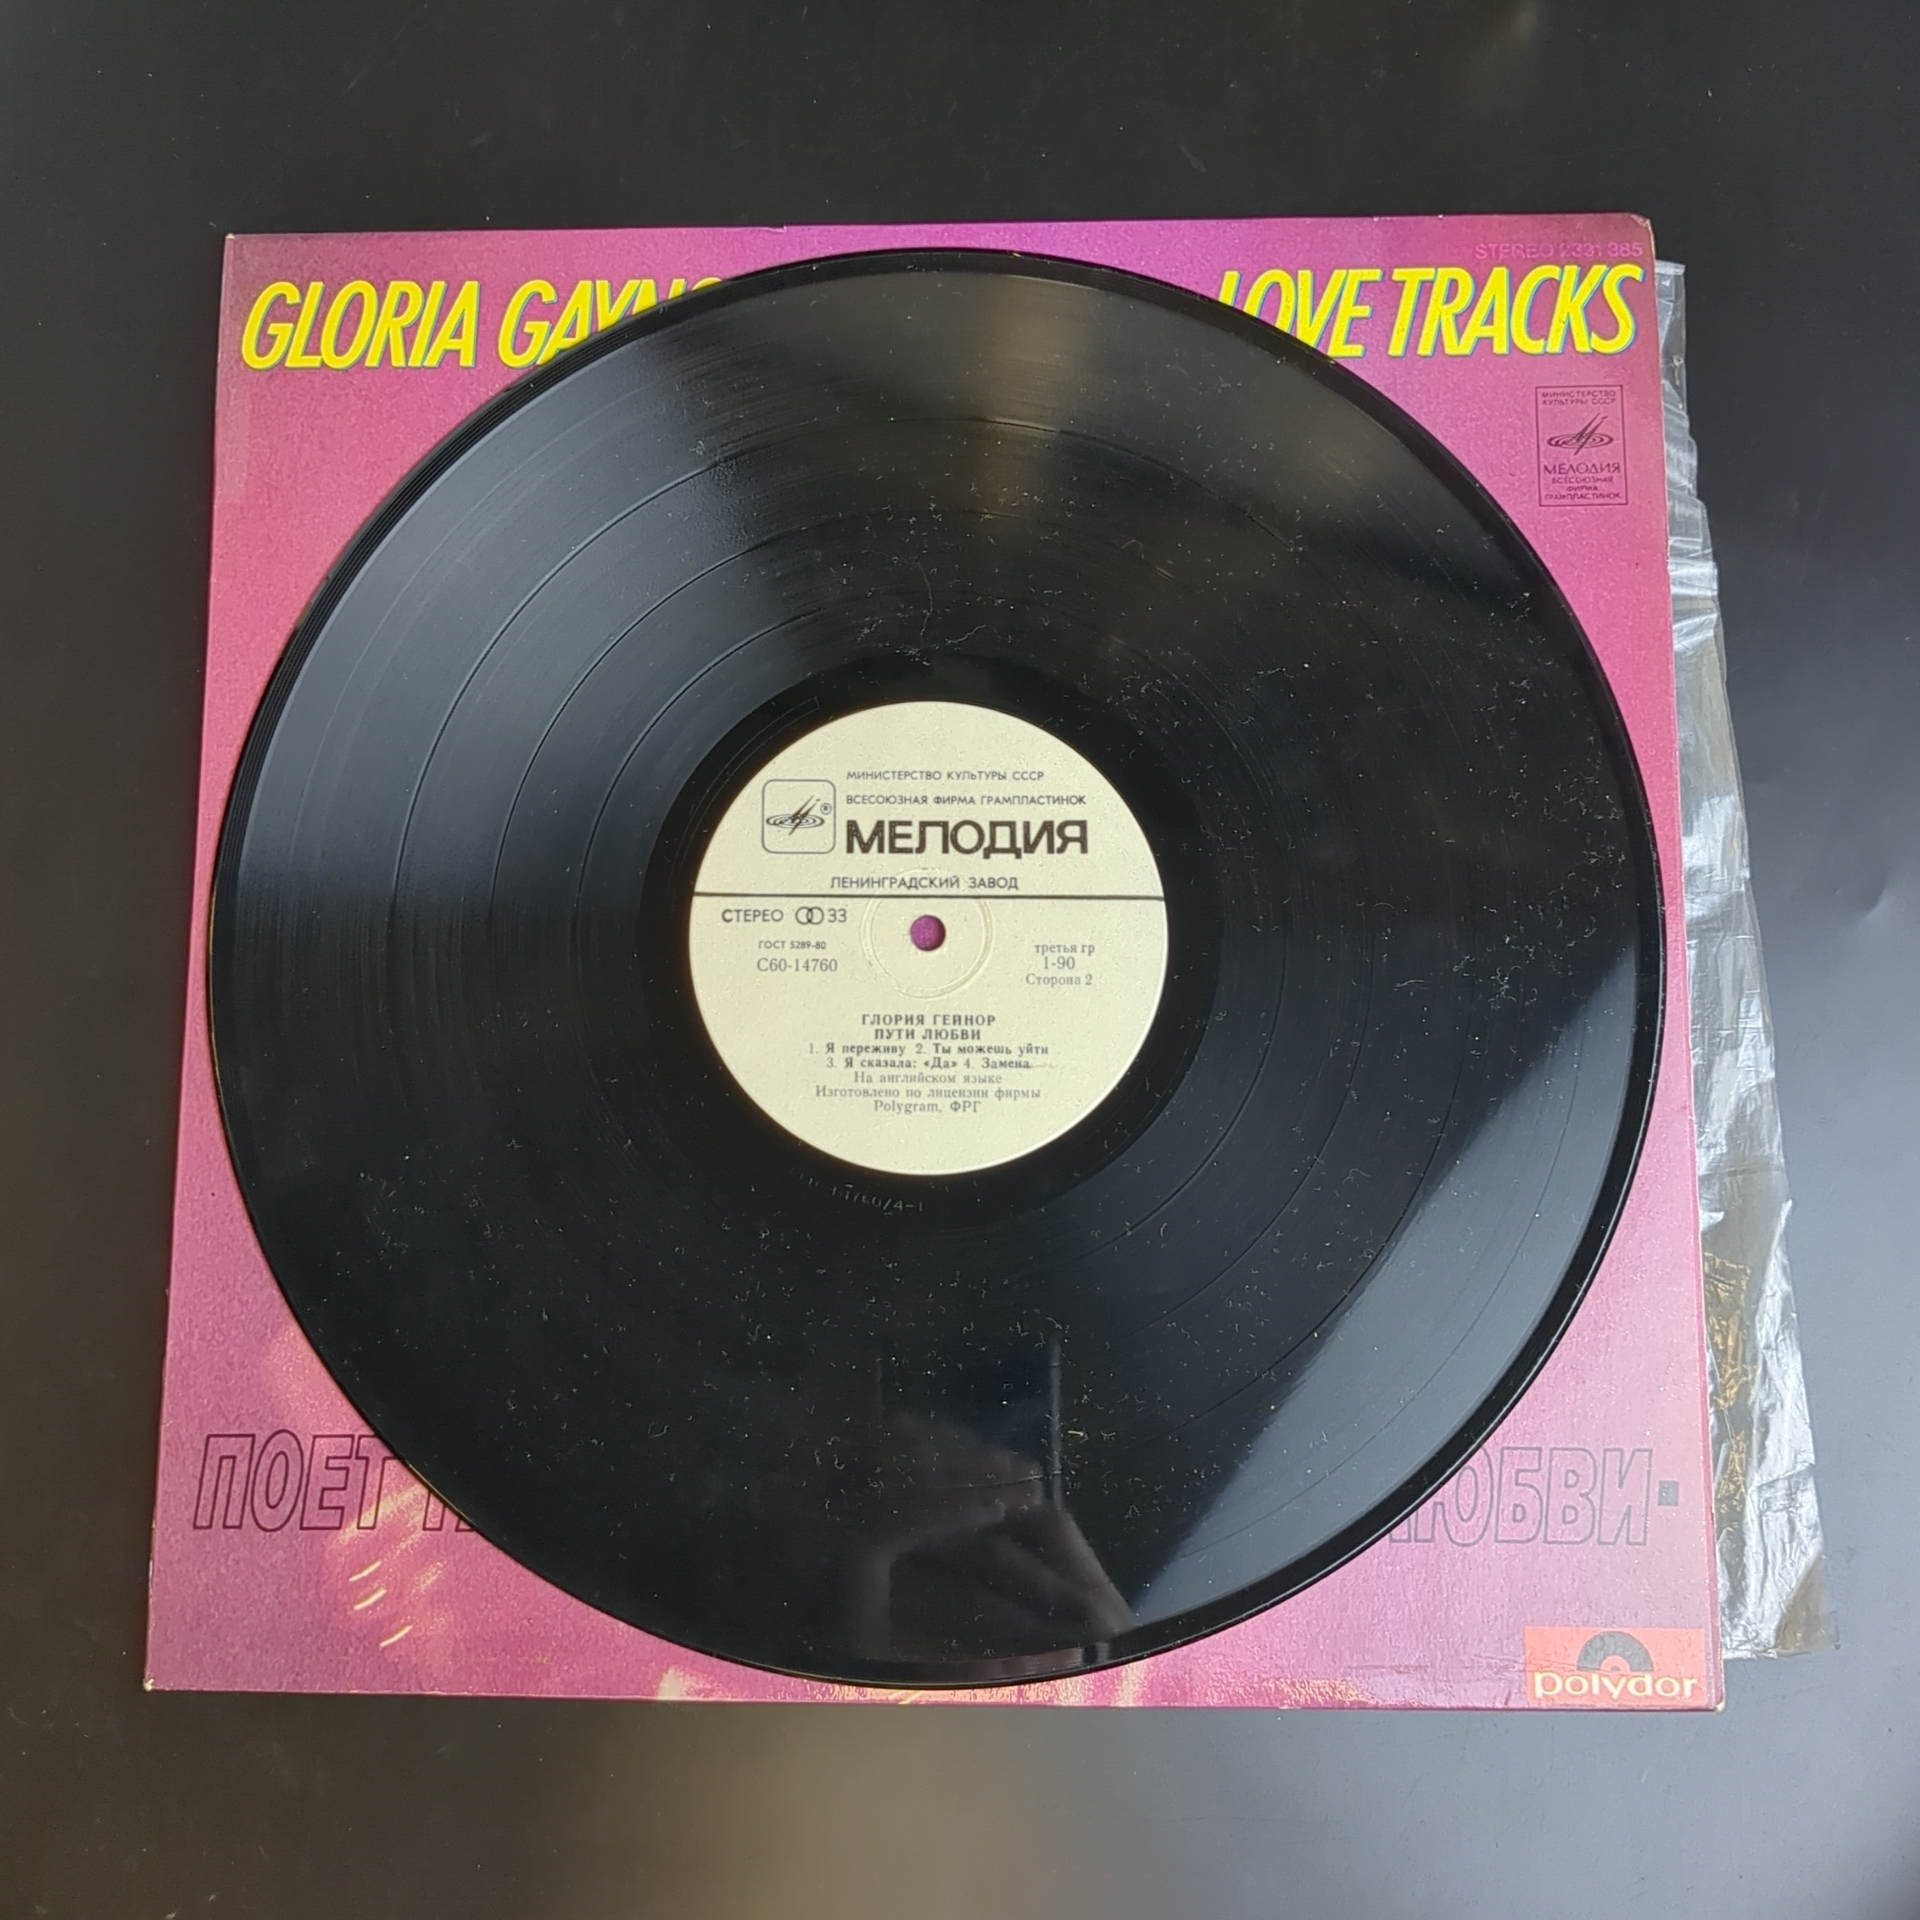 STEREO 2391 385
GLORIA GAYNO
LOVE TRACKS
МИНИСТЕРСТВО
КУЛЬТУРЫ СССР
МЕЛОДИЯ
ВСЕСОЮЗНАЯ
ФИРМА
ГРАМПЛАСТИНОК
МИНИСТЕРСТВО КУЛЬТУРЫ СССР
ВСЕСОЮЗНАЯ ФИРМА ГРАМПЛАСТИНОК
®
МЕЛОДИЯ
ЛЕНИНГРАДСКИЙ ЗАВОД
СТЕРЕО 33
ГОСТ 5289-80
С60-14760
третья гр
1-90
Сторона 2
ГЛОРИЯ ГЕЙНОР
ПУТИ ЛЮБВИ
1. Я переживу 2. Ты можешь уйти
3. Я сказала: «Да» 4. Замена
На английском языке
Изготовлено по лицензии фирмы
Polygram, ФРГ
ПОЕТ
ЛЮБВИ
polydor